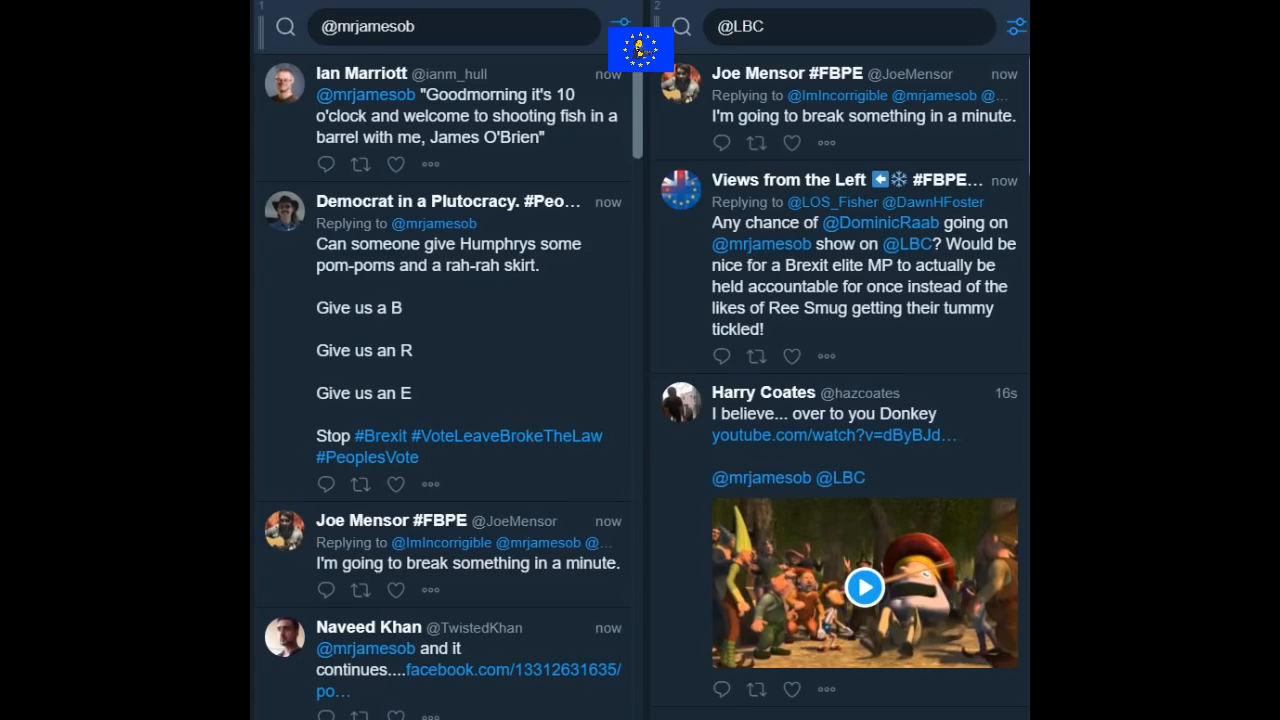 1
@mrjamesob
Ian Marriott @ianm_hull now
@mrjamesob "Goodmorning it's 10
o'clock and welcome to shooting fish in a
barrel with me, James O'Brien"
Democrat in a Plutocracy. #Peo... now
Replying to @mrjamesob
Can someone give Humphrys some
pom-poms and a rah-rah skirt.
Give us a B
Give us an R
Give us an E
Stop #Brexit #VoteLeaveBrokeTheLaw
#PeoplesVote
Joe Mensor #FBPE @JoeMensor now
Replying to @ImIncorrigible @mrjamesob @...
I'm going to break something in a minute.
Naveed Khan @TwistedKhan now
@mrjamesob and it
continues....facebook.com/13312631635/
po...
2
@LBC
Joe Mensor #FBPE @JoeMensor now
Replying to @ImIncorrigible @mrjamesob @...
I'm going to break something in a minute.
Views from the Left ⬅️❄️ #FBPE... now
Replying to @LOS_Fisher @DawnHFoster
Any chance of @DominicRaab going on
@mrjamesob show on @LBC? Would be
nice for a Brexit elite MP to actually be
held accountable for once instead of the
likes of Ree Smug getting their tummy
tickled!
Harry Coates @hazcoates 16s
I believe... over to you Donkey
youtube.com/watch?v=dByBJd...
@mrjamesob @LBC